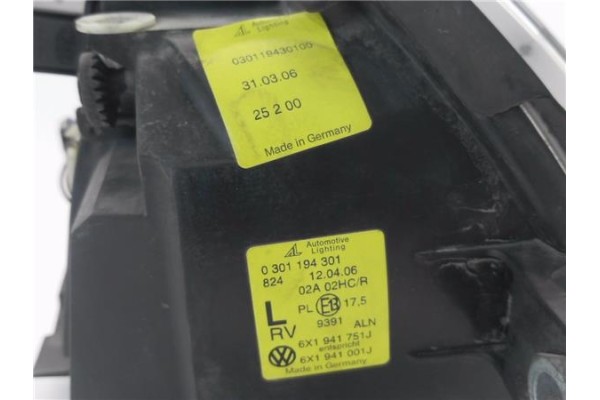 Automotive
Lighting
030119430100
31.03.06
25 2 00
Made in Germany
Automotive
Lighting
0 301 194 301
824 12.04.06
02A 02HC/R
L PL E13 17,5
RV 9391 ALN
6X1 941 751J
entspricht
6X1 941 001J
Made in Germany